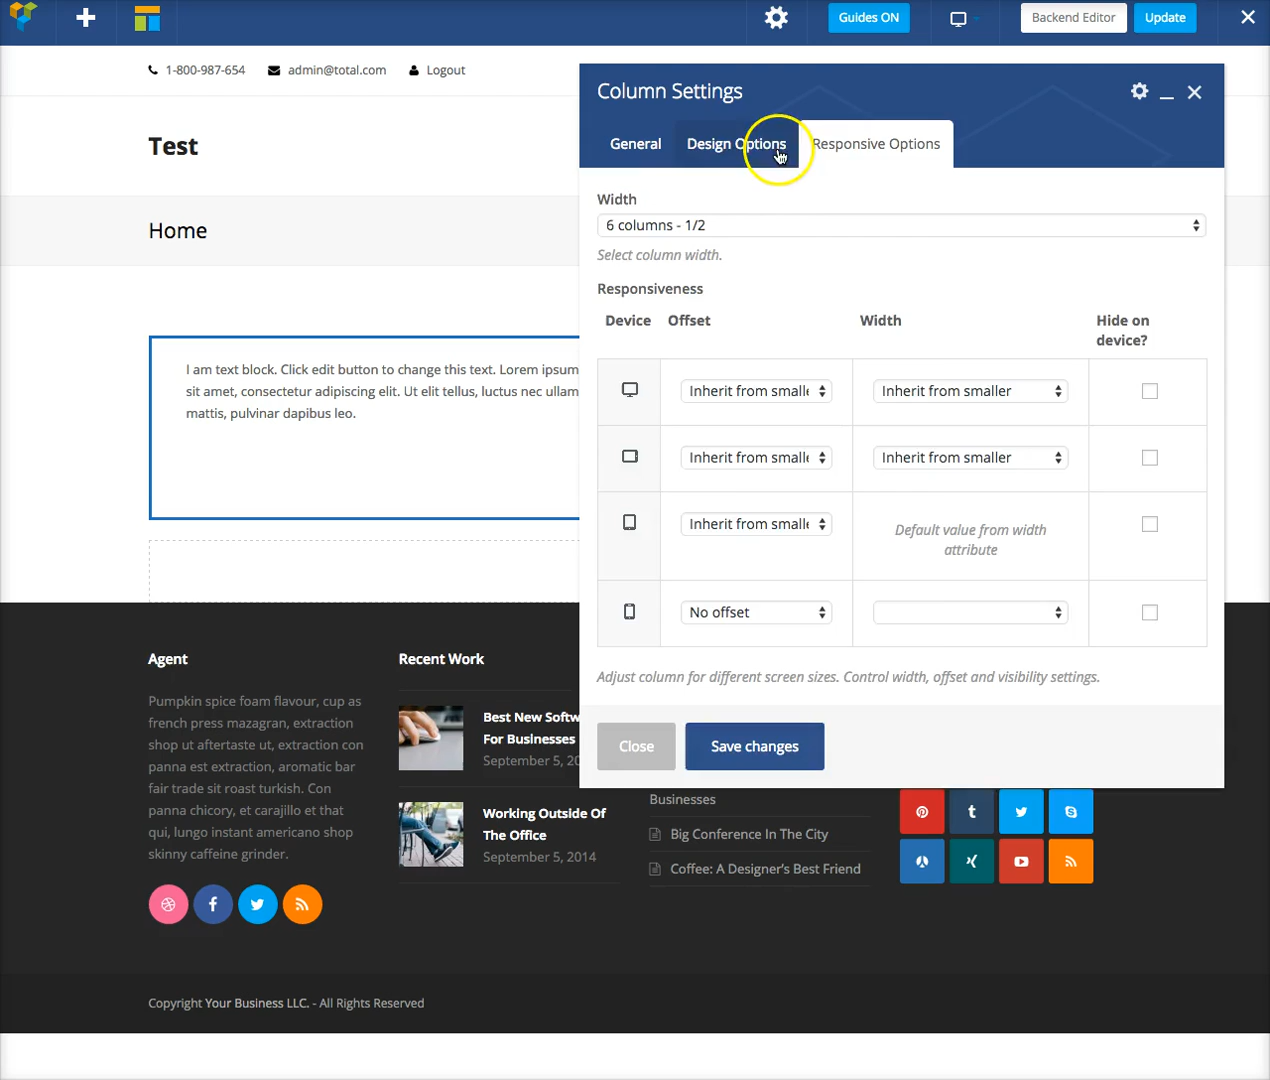 Guides ON
Backend Editor
Update
1-800-987-654
admin@total.com
Logout
Test
Home
I am text block. Click edit button to change this text. Lorem ipsum
sit amet, consectetur adipiscing elit. Ut elit tellus, luctus nec ullam
mattis, pulvinar dapibus leo.
Column Settings
General
Design Options
Responsive Options
Width
6 columns - 1/2
Select column width.
Responsiveness
Device
Offset
Width
Hide on
device?
Inherit from smalle
Inherit from smaller
Inherit from smalle
Inherit from smaller
Inherit from smalle
Default value from width
attribute
No offset
Adjust column for different screen sizes. Control width, offset and visibility settings.
Close
Save changes
Agent
Pumpkin spice foam flavour, cup as
french press mazagran, extraction
shop ut aftertaste ut, extraction con
panna est extraction, aromatic bar
fair trade sit roast turkish. Con
panna chicory, et carajillo et that
qui, lungo instant americano shop
skinny caffeine grinder.
Recent Work
Best New Softw
For Businesses
September 5, 20
Working Outside Of
The Office
September 5, 2014
Businesses
Big Conference In The City
Coffee: A Designer's Best Friend
Copyright Your Business LLC. - All Rights Reserved